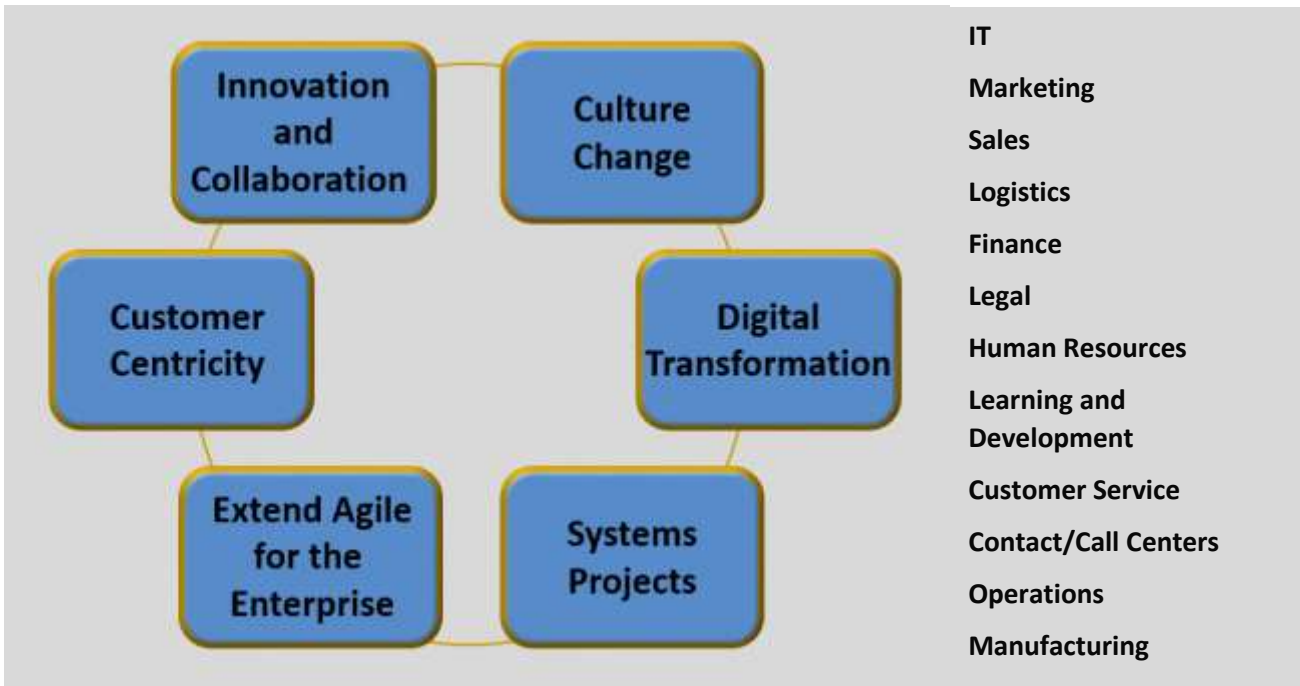 Innovation
and
Collaboration
Culture
Change
Customer
Centricity
Digital
Transformation
Extend Agile
for the
Enterprise
Systems
Projects
IT
Marketing
Sales
Logistics
Finance
Legal
Human Resources
Learning and
Development
Customer Service
Contact/Call Centers
Operations
Manufacturing